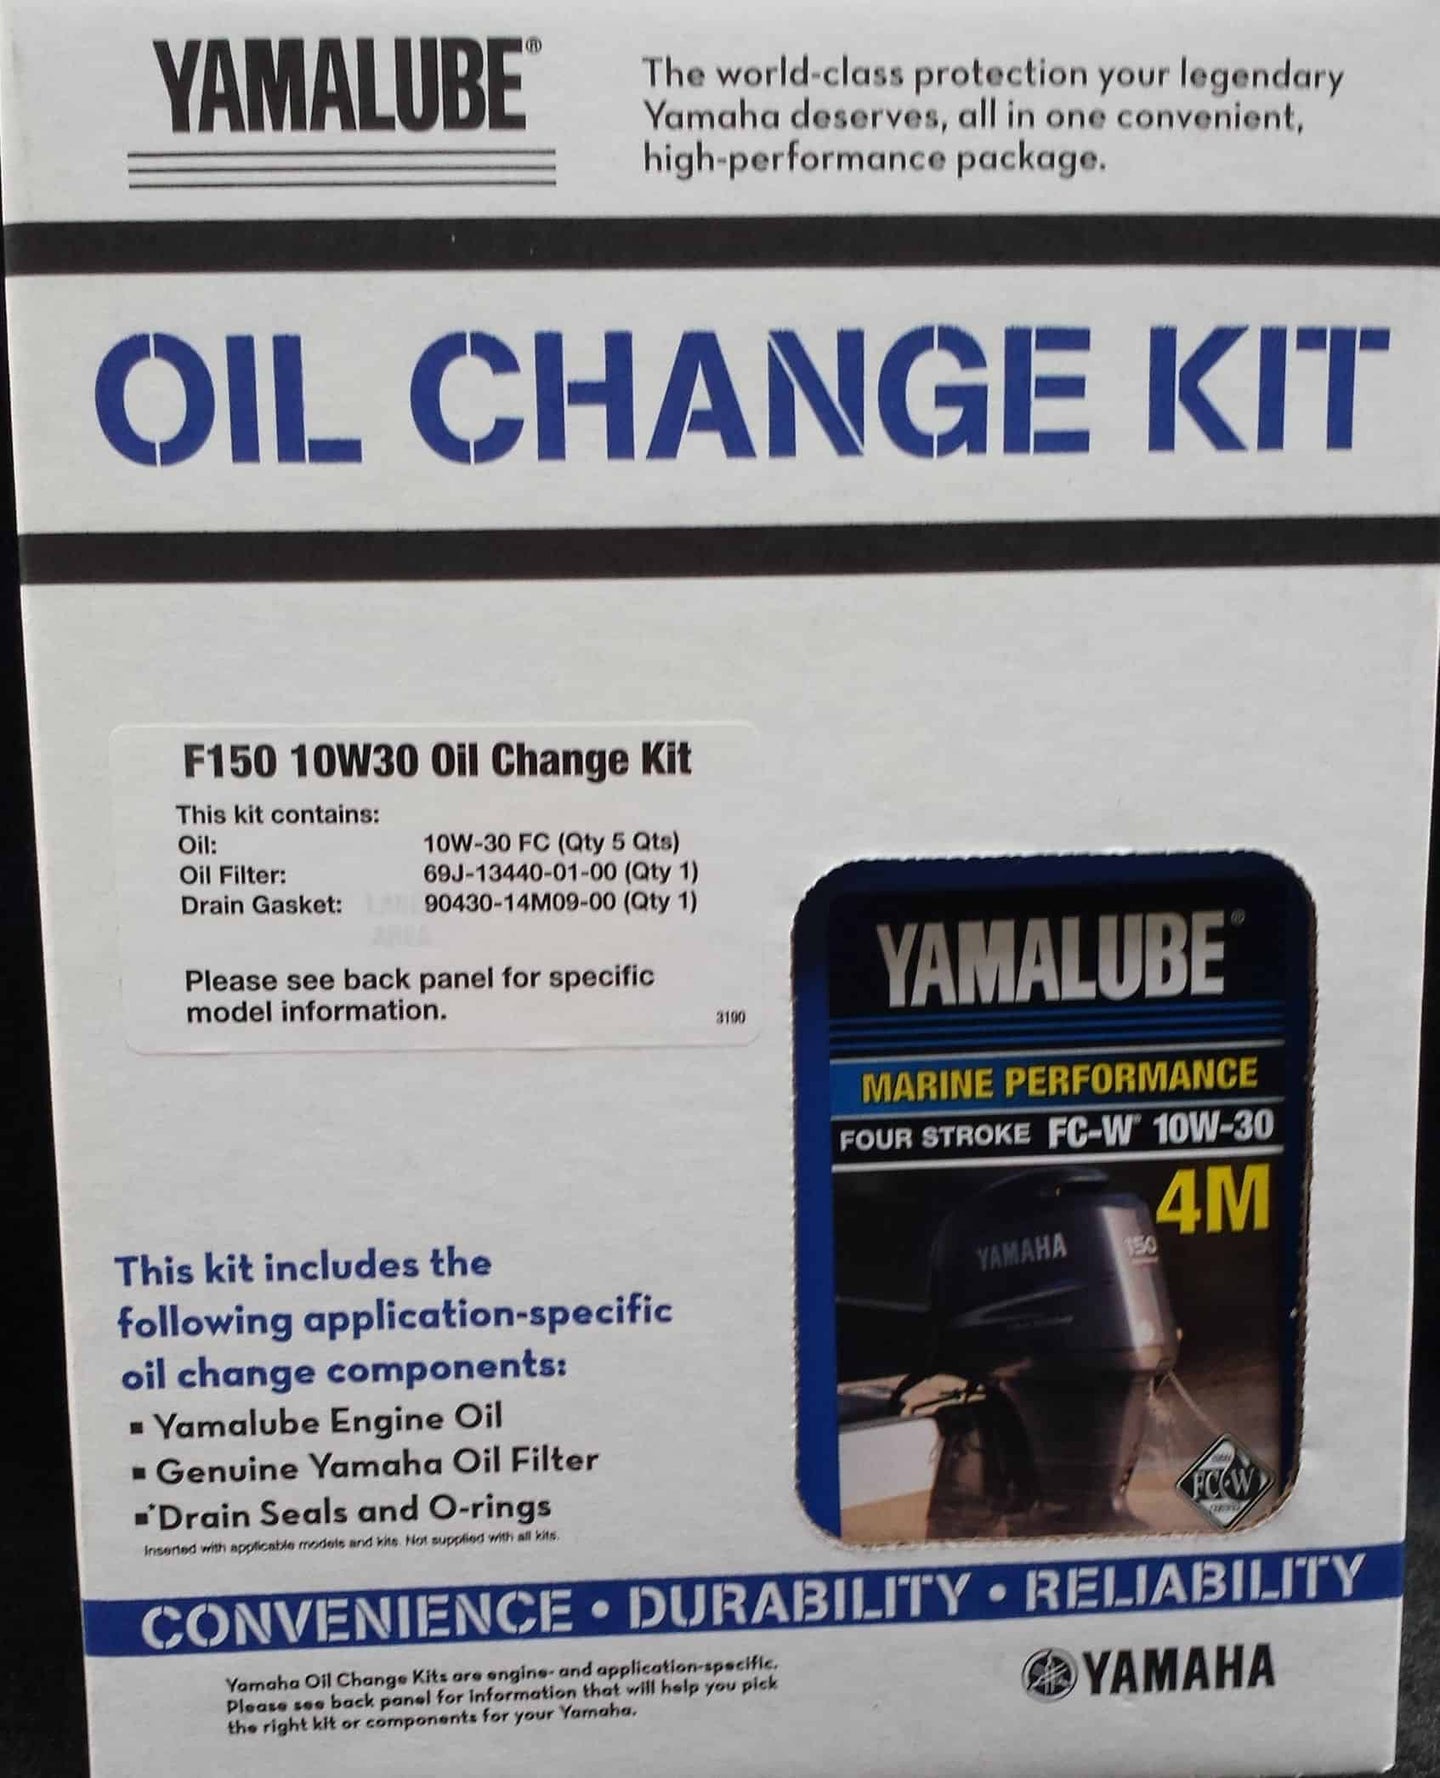 YAMALUBE®
The world-class protection your legendary
Yamaha deserves, all in one convenient,
high-performance package.
OIL CHANGE KIT
F150 10W30 Oil Change Kit
This kit contains:
Oil: 10W-30 FC (Qty 5 Qts)
Oil Filter: 69J-13440-01-00 (Qty 1)
Drain Gasket: 90430-14M09-00 (Qty 1)
Please see back panel for specific
model information.
3190
YAMALUBE®
MARINE PERFORMANCE
FOUR STROKE FC-W® 10W-30
4M
YAMAHA
150
FC-W
This kit includes the
following application-specific
oil change components:
▪ Yamalube Engine Oil
▪ Genuine Yamaha Oil Filter
▪*Drain Seals and O-rings
Inserted with applicable models and kits. Not supplied with all kits.
CONVENIENCE • DURABILITY • RELIABILITY
Yamaha Oil Change Kits are engine- and application-specific.
Please see back panel for information that will help you pick
the right kit or components for your Yamaha.
YAMAHA